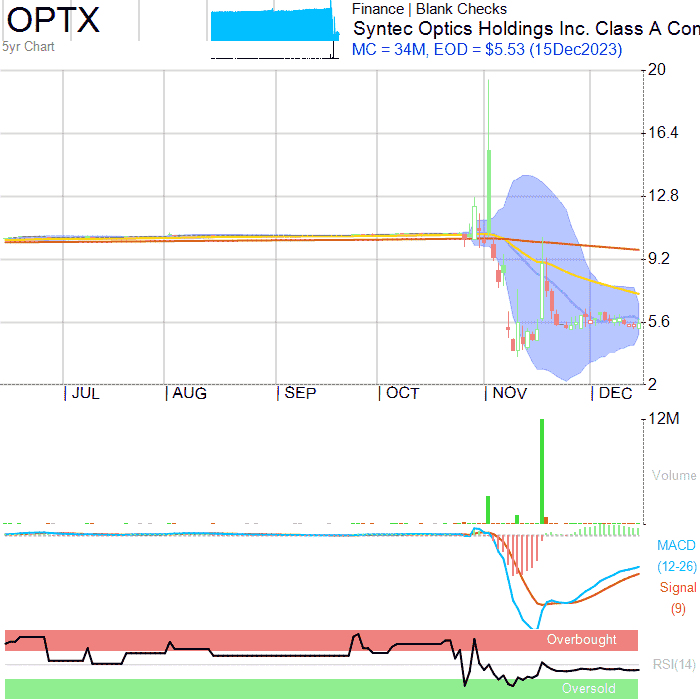 OPTX
5yr Chart
Finance | Blank Checks
Syntec Optics Holdings Inc. Class A Con
MC = 34M, EOD = $5.53 (15Dec2023)
20
16.4
12.8
9.2
5.6
2
JUL AUG SEP OCT NOV DEC
12M
Volume
MACD
(12-26)
Signal
(9)
Overbought
RSI(14)
Oversold